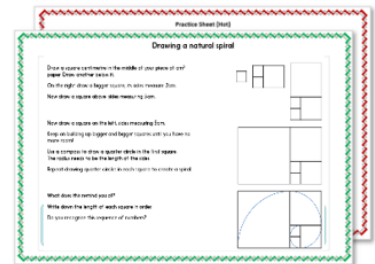 Practice Sheet (Hot)
Drawing a natural spiral
Draw a square centimetre in the middle of your piece of cm²
paper. Draw another below it.
On the right draw a bigger square, its sides measure 2cm.
Now draw a square above sides measuring 3cm.
Now draw a square on the left, sides measuring 5cm.
Keep on building up bigger and bigger squares until you have no
more room!
Use a compass to draw a quarter circle in the first square.
The radius needs to be the length of the sides.
Repeat drawing quarter circles in each square to create a spiral.
What does this remind you of?
Write down the length of each square in order.
Do you recognise this sequence of numbers?